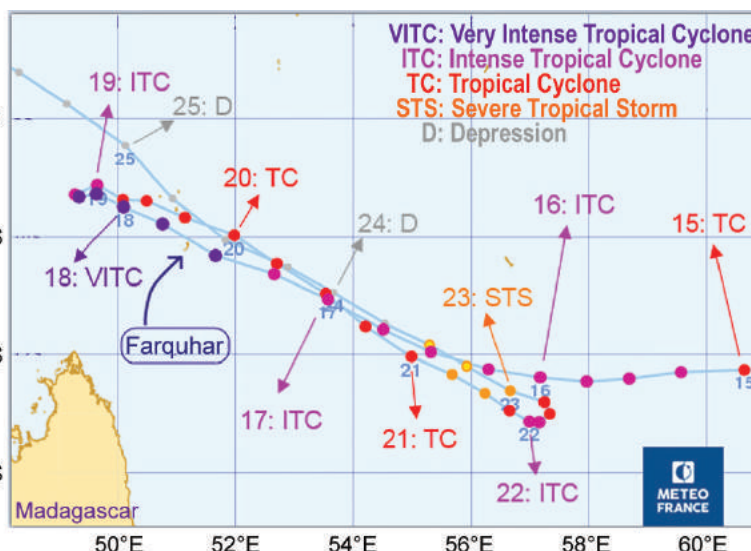 VITC: Very Intense Tropical Cyclone
ITC: Intense Tropical Cyclone
TC: Tropical Cyclone
STS: Severe Tropical Storm
D: Depression
19: ITC
25: D
25
20: TC
19
18
20
24: D
16: ITC
15: TC
18: VITC
23: STS
24
17
Farquhar
21
16
15
17: ITC
23
21: TC
22
22: ITC
METEO
FRANCE
Madagascar
50°E
52°E
54°E
56°E
58°E
60°E